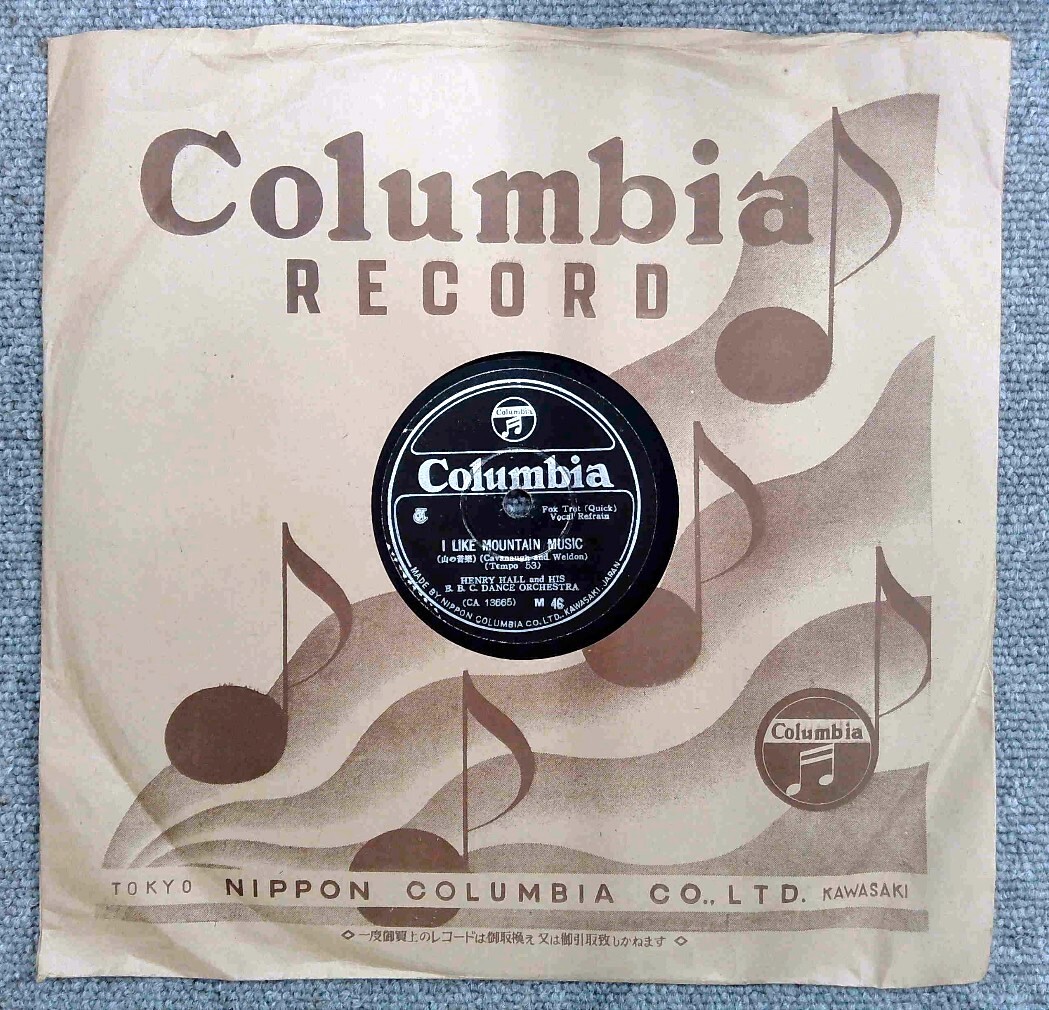 Columbia
RECORD
Columbia
Columbia
Fox Trot (Quick)
Vocal Refrain
I LIKE MOUNTAIN MUSIC
(山の音樂) (Cavanaugh and Weldon)
(Tempo 53)
HENRY HALL and HIS
B. B. C. DANCE ORCHESTRA
(CA 13665) M 46
MADE BY NIPPON COLUMBIA CO. LTD., KAWASAKI, JAPAN
Columbia
TOKYO NIPPON COLUMBIA CO., LTD. KAWASAKI
◇一度御買上のレコードは御取換え又は御引取致しかねます◇